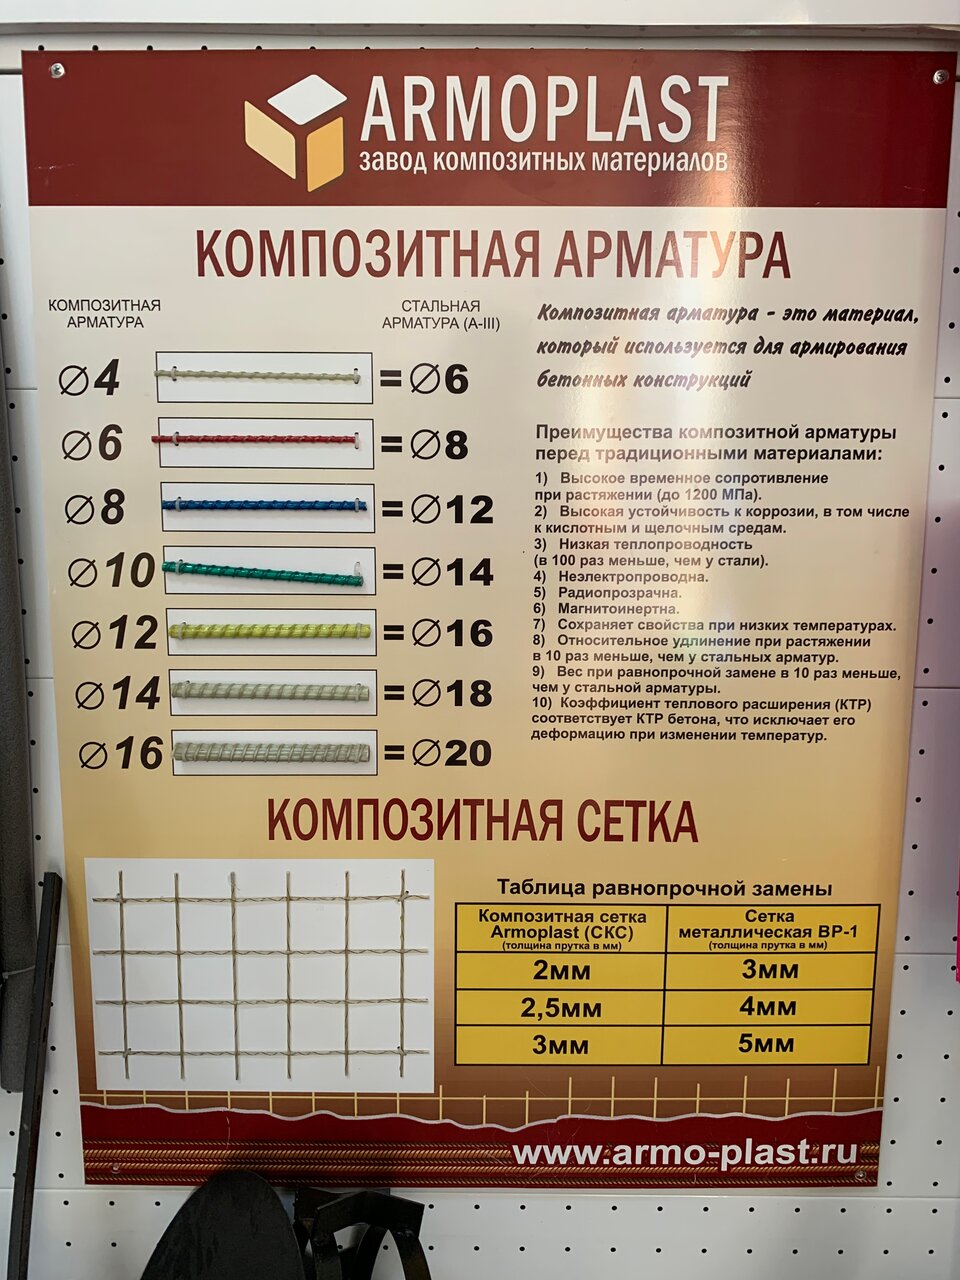 ARMOPLAST
завод композитных материалов
КОМПОЗИТНАЯ АРМАТУРА
КОМПОЗИТНАЯ
АРМАТУРА
СТАЛЬНАЯ
АРМАТУРА (А-III)
∅4 = ∅6
∅6 = ∅8
∅8 = ∅12
∅10 = ∅14
∅12 = ∅16
∅14 = ∅18
∅16 = ∅20
Композитная арматура - это материал,
который используется для армирования
бетонных конструкций
Преимущества композитной арматуры
перед традиционными материалами:
1) Высокое временное сопротивление
при растяжении (до 1200 МПа).
2) Высокая устойчивость к коррозии, в том числе
к кислотным и щелочным средам.
3) Низкая теплопроводность
(в 100 раз меньше, чем у стали).
4) Неэлектропроводна.
5) Радиопрозрачна.
6) Магнитоинертна.
7) Сохраняет свойства при низких температурах.
8) Относительное удлинение при растяжении
в 10 раз меньше, чем у стальных арматур.
9) Вес при равнопрочной замене в 10 раз меньше,
чем у стальной арматуры.
10) Коэффициент теплового расширения (КТР)
соответствует КТР бетона, что исключает его
деформацию при изменении температур.
КОМПОЗИТНАЯ СЕТКА
Таблица равнопрочной замены
Композитная сетка
Armoplast (СКС)
(толщина прутка в мм)
Сетка
металлическая ВР-1
(толщина прутка в мм)
2мм 3мм
2,5мм 4мм
3мм 5мм
www.armo-plast.ru